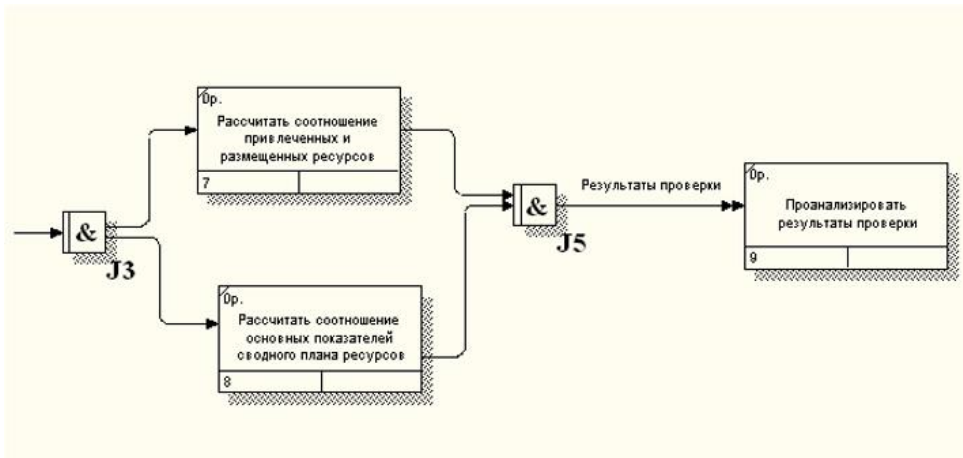 0р.
Рассчитать соотношение
привлеченных и
размещенных ресурсов
7
&
J3
0р.
Рассчитать соотношение
основных показателей
сводного плана ресурсов
8
&
J5
Результаты проверки
0р.
Проанализировать
результаты проверки
9